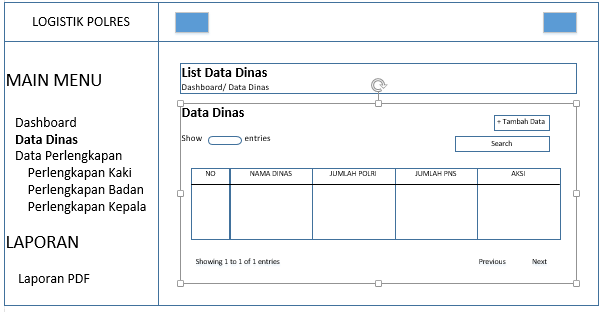 LOGISTIK POLRES
MAIN MENU
Dashboard
Data Dinas
Data Perlengkapan
Perlengkapan Kaki
Perlengkapan Badan
Perlengkapan Kepala
LAPORAN
Laporan PDF
List Data Dinas
Dashboard/ Data Dinas
Data Dinas
+ Tambah Data
Show entries
Search
NO NAMA DINAS JUMLAH POLRI JUMLAH PNS AKSI
Showing 1 to 1 of 1 entries Previous Next